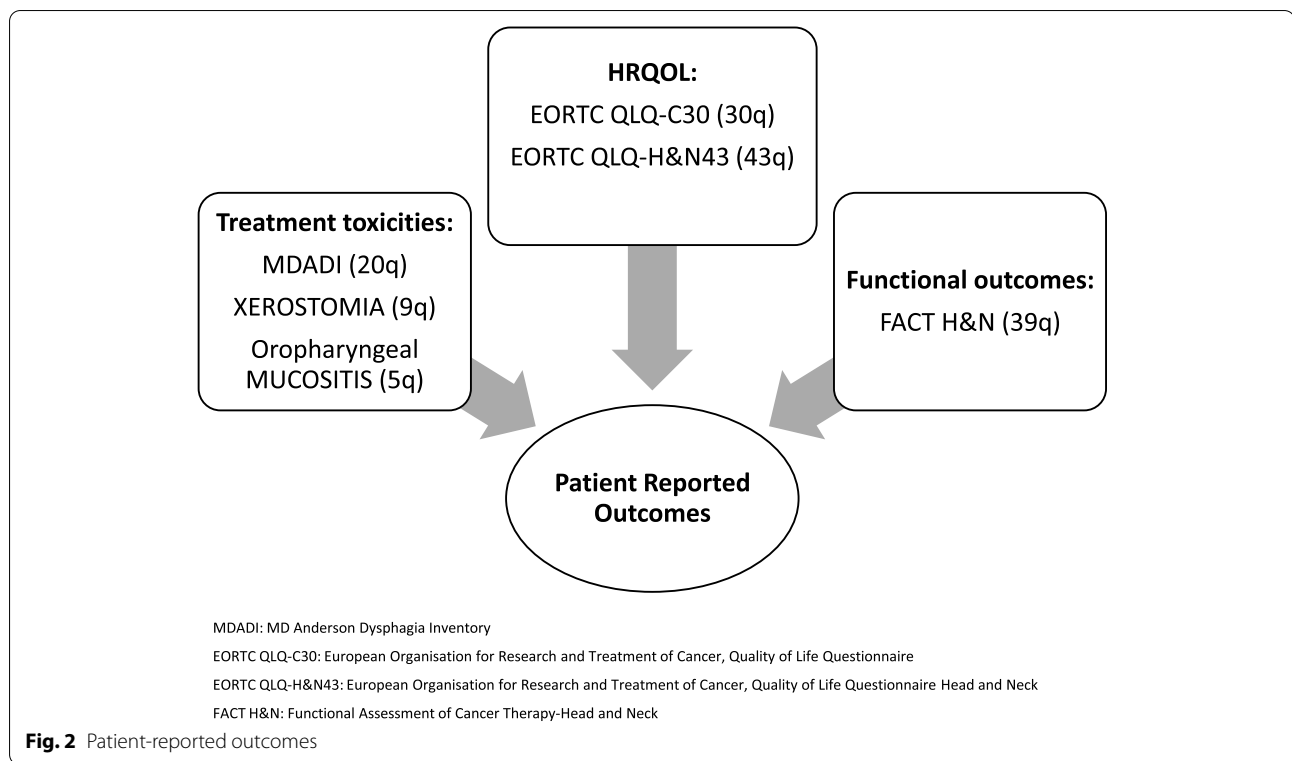 HRQOL:
EORTC QLQ-C30 (30q)
EORTC QLQ-H&N43 (43q)
Treatment toxicities:
MDADI (20q)
XEROSTOMIA (9q)
Oropharyngeal
MUCOSITIS (5q)
Functional outcomes:
FACT H&N (39q)
Patient Reported
Outcomes
MDADI: MD Anderson Dysphagia Inventory
EORTC QLQ-C30: European Organisation for Research and Treatment of Cancer, Quality of Life Questionnaire
EORTC QLQ-H&N43: European Organisation for Research and Treatment of Cancer, Quality of Life Questionnaire Head and Neck
FACT H&N: Functional Assessment of Cancer Therapy-Head and Neck
Fig. 2 Patient-reported outcomes